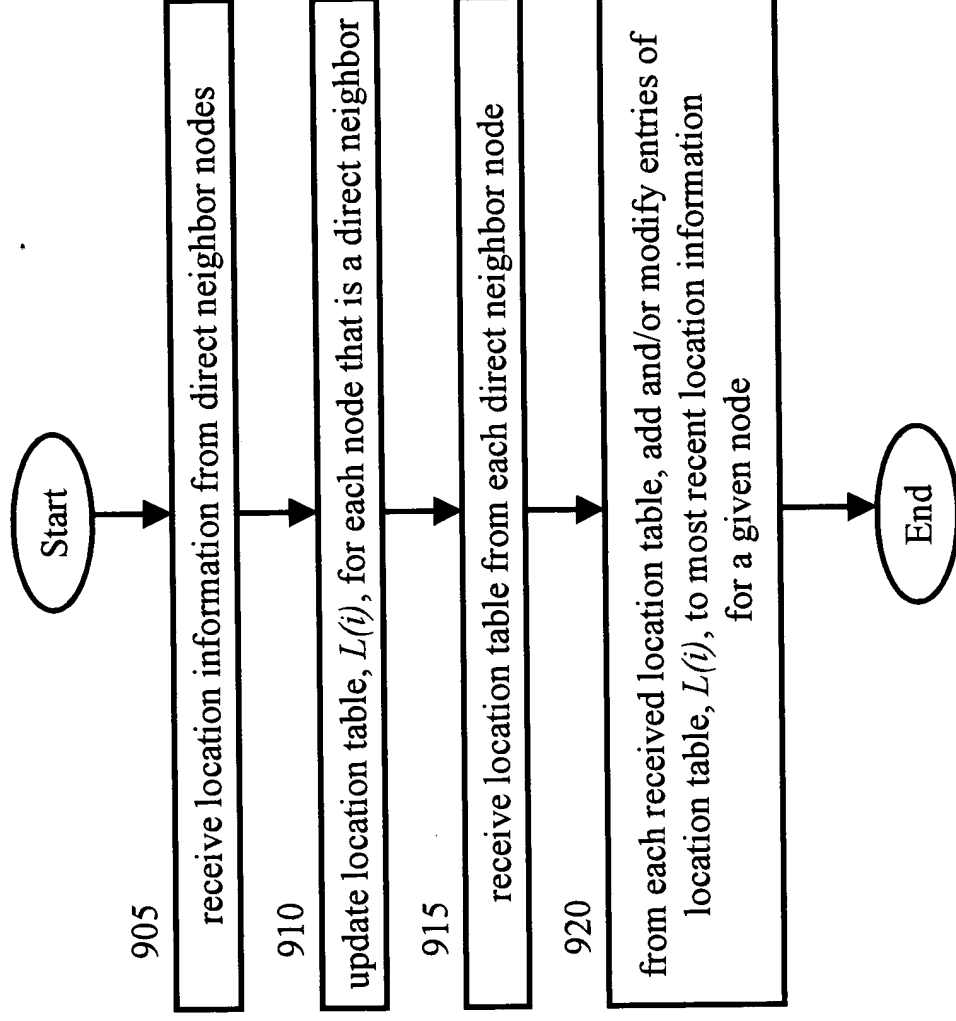 Start
905
receive location information from direct neighbor nodes
910
update location table, L(i), for each node that is a direct neighbor
915
receive location table from each direct neighbor node
920
from each received location table, add and/or modify entries of
location table, L(i), to most recent location information
for a given node
End